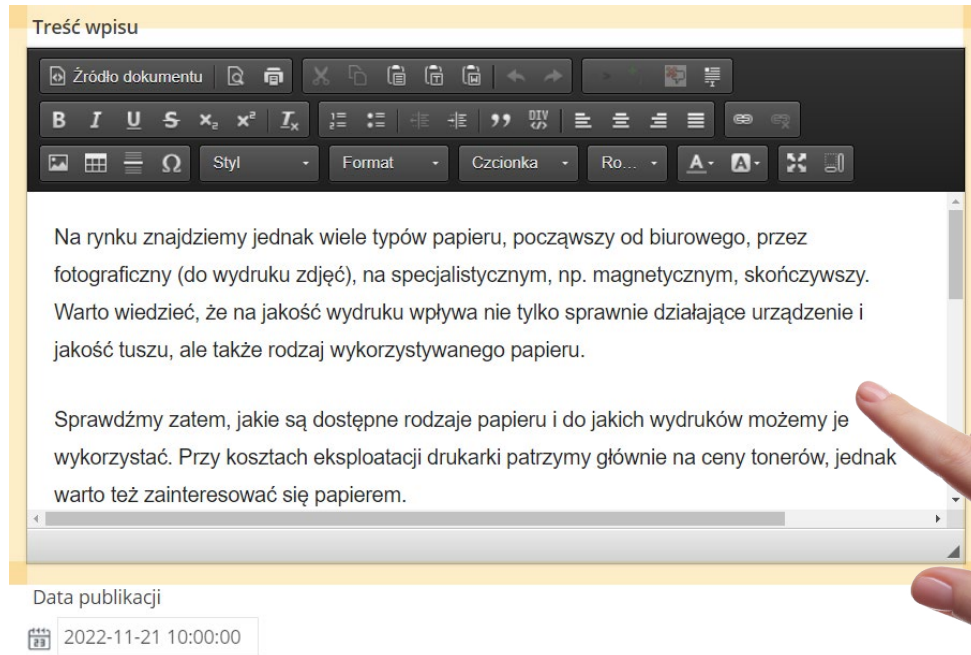 Treść wpisu
Źródło dokumentu
B I U S x₂ x² Iₓ DIV
Ω Styl Format Czcionka Ro... A A
Na rynku znajdziemy jednak wiele typów papieru, począwszy od biurowego, przez
fotograficzny (do wydruku zdjęć), na specjalistycznym, np. magnetycznym, skończywszy.
Warto wiedzieć, że na jakość wydruku wpływa nie tylko sprawnie działające urządzenie i
jakość tuszu, ale także rodzaj wykorzystywanego papieru.
Sprawdźmy zatem, jakie są dostępne rodzaje papieru i do jakich wydruków możemy je
wykorzystać. Przy kosztach eksploatacji drukarki patrzymy głównie na ceny tonerów, jednak
warto też zainteresować się papierem.
Data publikacji
2022-11-21 10:00:00